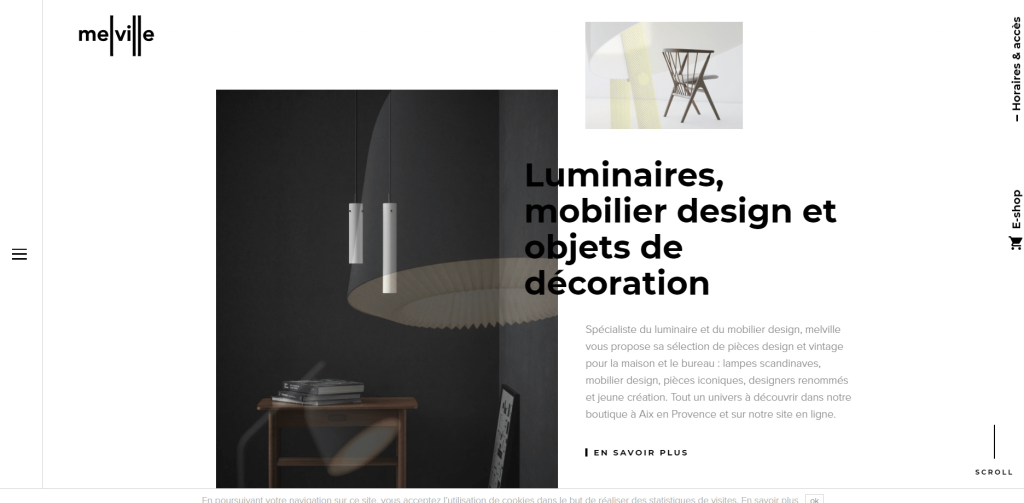 melville
— Horaires & accès
E-shop
Luminaires,
mobilier design et
objets de
décoration
Spécialiste du luminaire et du mobilier design, melville
vous propose sa sélection de pièces design et vintage
pour la maison et le bureau : lampes scandinaves,
mobilier design, pièces iconiques, designers renommés
et jeune création. Tout un univers à découvrir dans notre
boutique à Aix en Provence et sur notre site en ligne.
EN SAVOIR PLUS
SCROLL
En poursuivant votre navigation sur ce site, vous acceptez l'utilisation de cookies dans le but de réaliser des statistiques de visites. En savoir plus ok